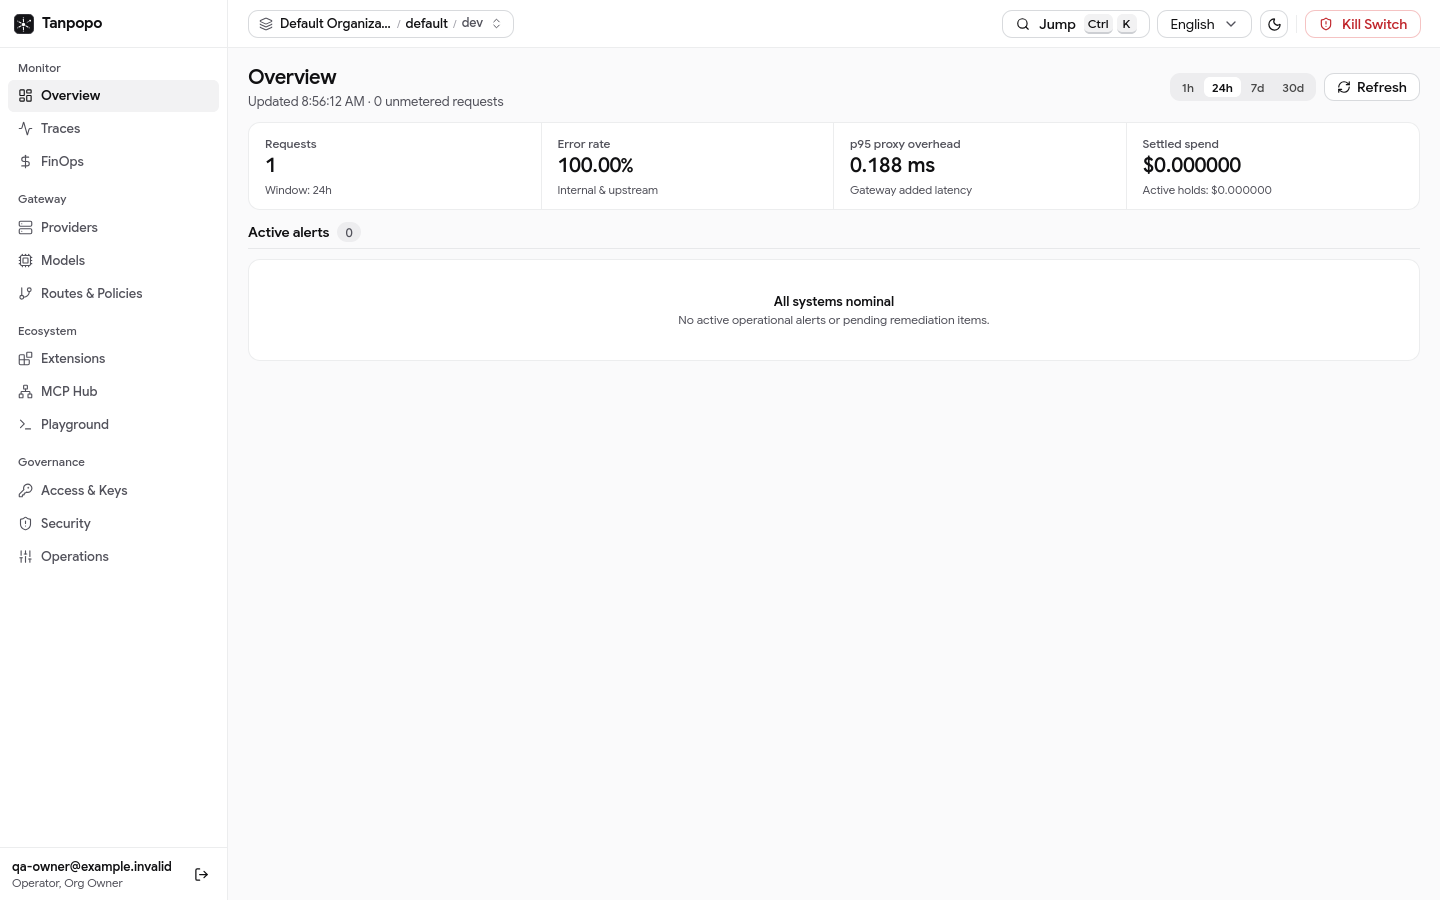 Tanpopo
Default Organiza... / default / dev
Jump Ctrl K
English
Kill Switch
Monitor
Overview
Traces
FinOps
Gateway
Providers
Models
Routes & Policies
Ecosystem
Extensions
MCP Hub
Playground
Governance
Access & Keys
Security
Operations
qa-owner@example.invalid
Operator, Org Owner
Overview
Updated 8:56:12 AM · 0 unmetered requests
1h 24h 7d 30d
Refresh
Requests
1
Window: 24h
Error rate
100.00%
Internal & upstream
p95 proxy overhead
0.188 ms
Gateway added latency
Settled spend
$0.000000
Active holds: $0.000000
Active alerts 0
All systems nominal
No active operational alerts or pending remediation items.